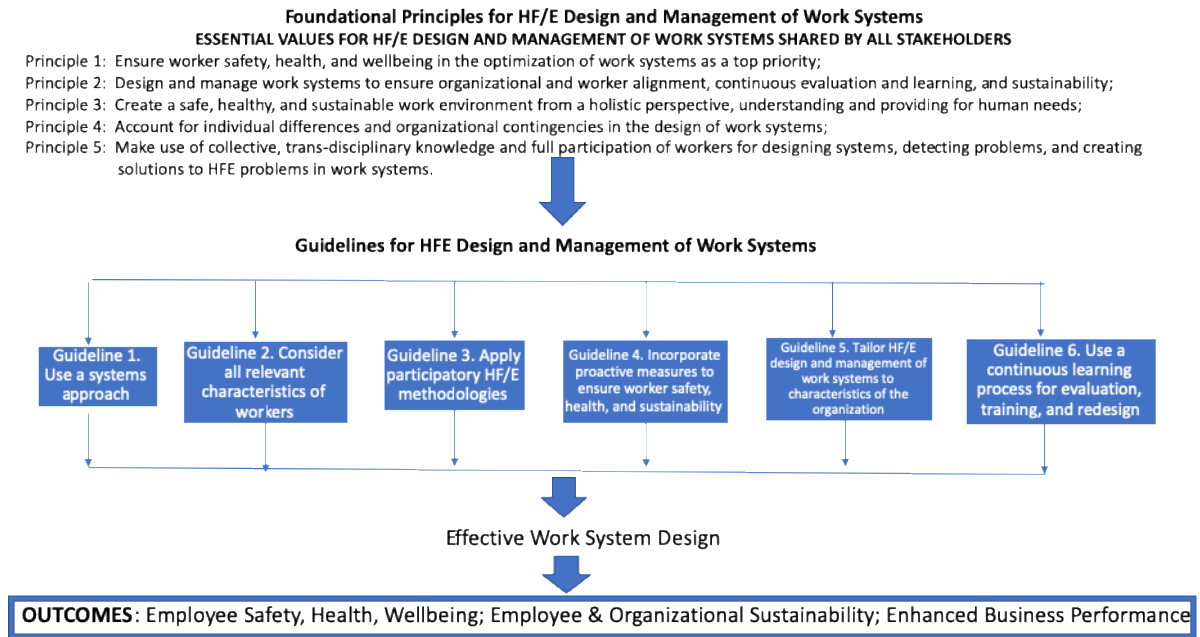 Foundational Principles for HF/E Design and Management of Work Systems
ESSENTIAL VALUES FOR HF/E DESIGN AND MANAGEMENT OF WORK SYSTEMS SHARED BY ALL STAKEHOLDERS
Principle 1: Ensure worker safety, health, and wellbeing in the optimization of work systems as a top priority;
Principle 2: Design and manage work systems to ensure organizational and worker alignment, continuous evaluation and learning, and sustainability;
Principle 3: Create a safe, healthy, and sustainable work environment from a holistic perspective, understanding and providing for human needs;
Principle 4: Account for individual differences and organizational contingencies in the design of work systems;
Principle 5: Make use of collective, trans-disciplinary knowledge and full participation of workers for designing systems, detecting problems, and creating
solutions to HFE problems in work systems.
Guidelines for HFE Design and Management of Work Systems
Guideline 1.
Use a systems
approach
Guideline 2. Consider
all relevant
characteristics of
workers
Guideline 3. Apply
participatory HF/E
methodologies
Guideline 4. Incorporate
proactive measures to
ensure worker safety,
health, and sustainability
Guideline 5. Tailor HF/E
design and management of
work systems to
characteristics of the
organization
Guideline 6. Use a
continuous learning
process for evaluation,
training, and redesign
Effective Work System Design
OUTCOMES: Employee Safety, Health, Wellbeing; Employee & Organizational Sustainability; Enhanced Business Performance